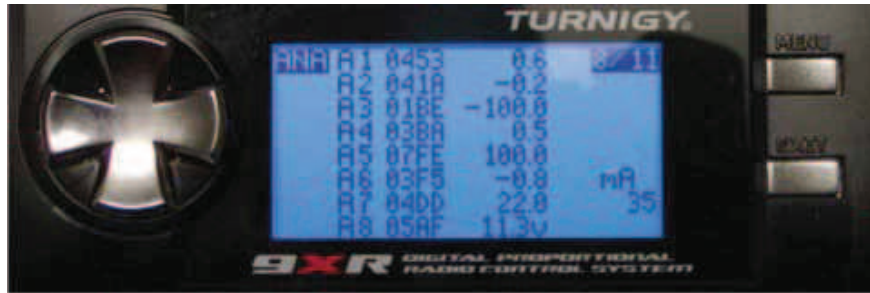 TURNIGY
MENU
EXIT
ANA A1 0453 0.6 8/11
A2 041A -0.2
A3 01BE -100.0
A4 03BA 0.5
A5 07FE 100.0
A6 03F5 -0.8 mA
A7 04DD 22.0 35
A8 05AF 11.3v
9XR DIGITAL PROPORTIONAL
RADIO CONTROL SYSTEM